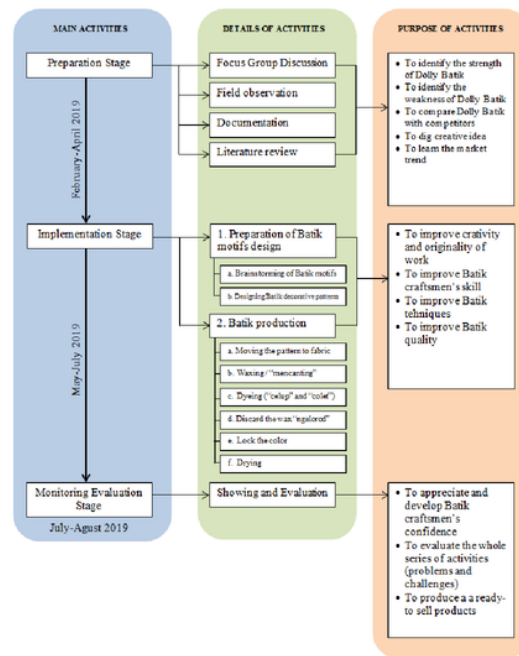 MAIN ACTIVITIES
DETAILS OF ACTIVITIES
PURPOSE OF ACTIVITIES
Preparation Stage
February-April 2019
Implementation Stage
May-July 2019
Monitoring Evaluation
Stage
July-Agust 2019
Focus Group Discussion
Field observation
Documentation
Literature review
1. Preparation of Batik
motifs design
a. Brainstorming of Batik motifs
b. Designing Batik decorative patterns
2. Batik production
a. Moving the pattern to fabric
b. Waxing / "mencanting"
c. Dyeing ("celup" and "colet")
d. Discard the wax "ngelorod"
e. Lock the color
f. Drying
Showing and Evaluation
• To identify the strength
of Dolly Batik
• To identify the
weakness of Dolly Batik
• To compare Dolly Batik
with competitors
• To dig creative idea
• To learn the market
trend
• To improve crativity
and originality of
work
• To improve Batik
craftsmen's skill
• To improve Batik
tehniques
• To improve Batik
quality
• To appreciate and
develop Batik
craftsmen's
confidence
• To evaluate the whole
series of activities
(problems and
challenges)
• To produce a a ready-
to sell products